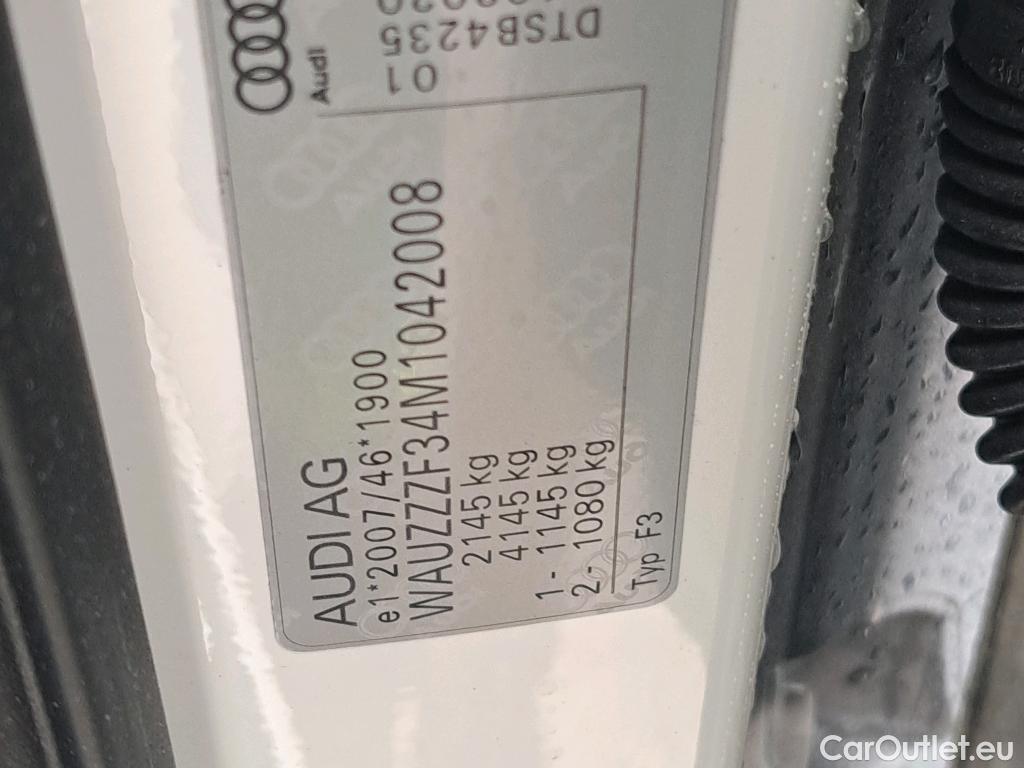 AUDI AG
e1*2007/46*1900
WAUZZZF34M1042008
2145 kg
4145 kg
1- 1145 kg
2- 1080 kg
Typ F3
Audi
01
DTSB4235
CarOutlet.eu